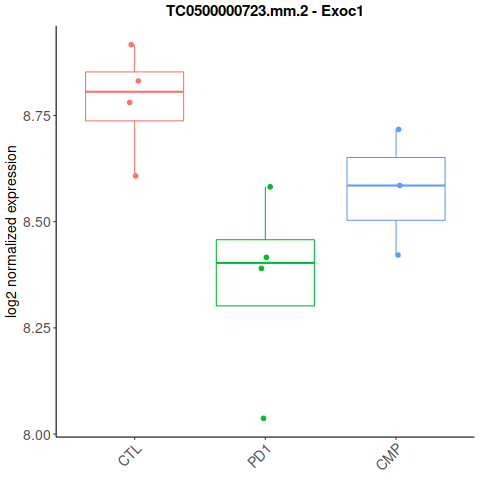 TC0500000723.mm.2 - Exoc1
log2 normalized expression
8.75
8.50
8.25
8.00
CTL
PD1
CMP